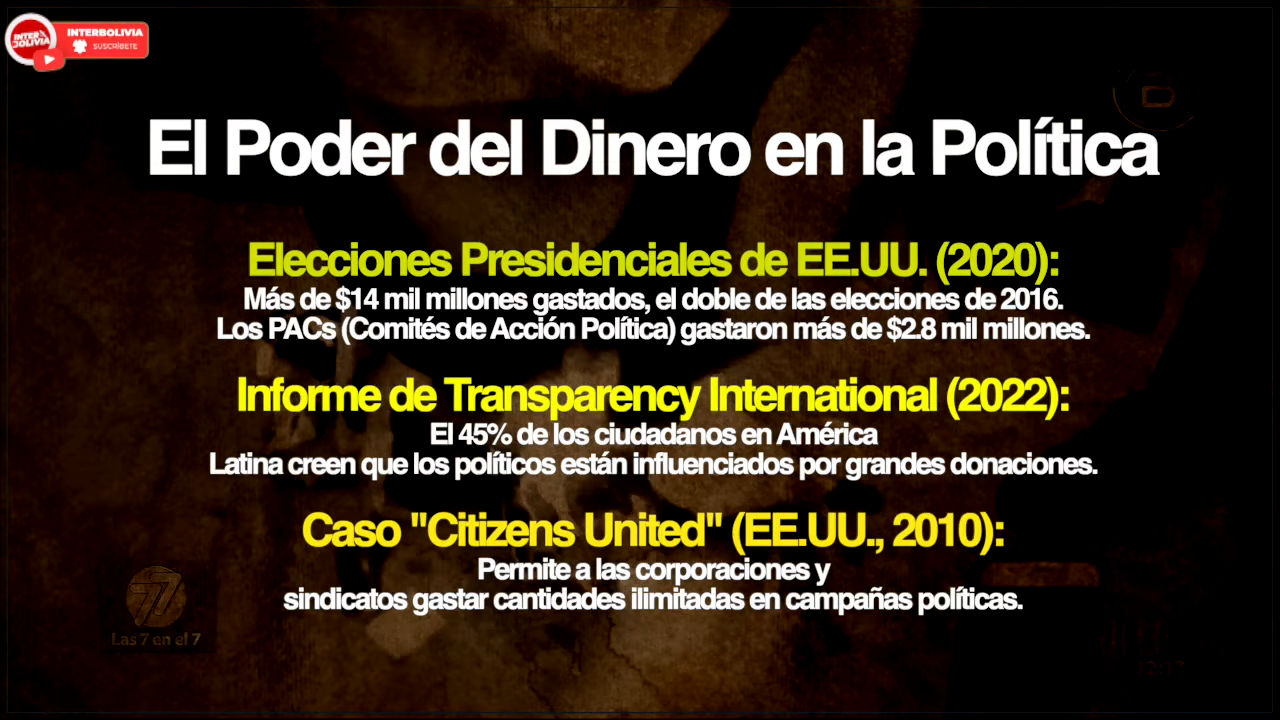 INTER
BOLIVIA
INTERBOLIVIA
SUSCRÍBETE
El Poder del Dinero en la Política
Elecciones Presidenciales de EE.UU. (2020):
Más de $14 mil millones gastados, el doble de las elecciones de 2016.
Los PACs (Comités de Acción Política) gastaron más de $2.8 mil millones.
Informe de Transparency International (2022):
El 45% de los ciudadanos en América
Latina creen que los políticos están influenciados por grandes donaciones.
Caso "Citizens United" (EE.UU., 2010):
Permite a las corporaciones y
sindicatos gastar cantidades ilimitadas en campañas políticas.
77
Las 7 en el 7